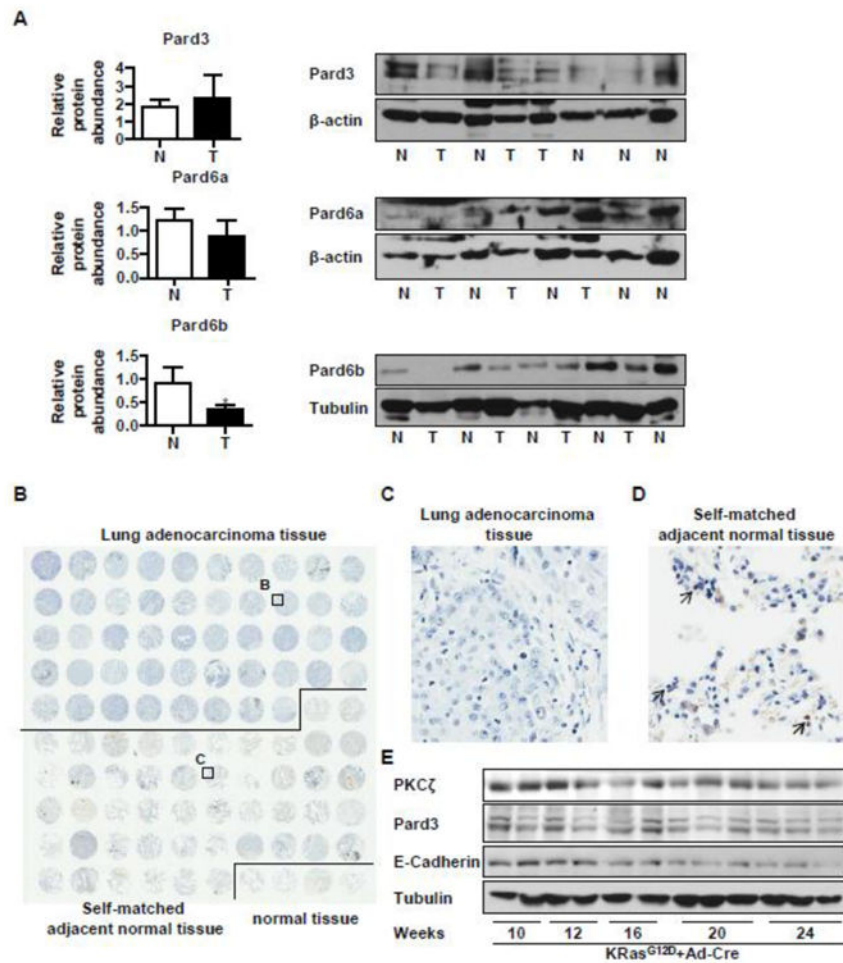 A
Pard3
Relative
protein
abundance
4
3
2
1
0
N T
Pard3
β-actin
N T N T T N N N
Pard6a
Relative
protein
abundance
1.5
1.0
0.5
0.0
N T
Pard6a
β-actin
N T N T N T N N
Pard6b
Relative
protein
abundance
1.5
1.0
0.5
0.0
*
N T
Pard6b
Tubulin
N T N T N T N T N
B
Lung adenocarcinoma tissue
B
C
Self-matched
adjacent normal tissue
normal tissue
C
Lung adenocarcinoma
tissue
D
Self-matched
adjacent normal tissue
E
PKCζ
Pard3
E-Cadherin
Tubulin
Weeks 10 12 16 20 24
KRasG12D+Ad-Cre